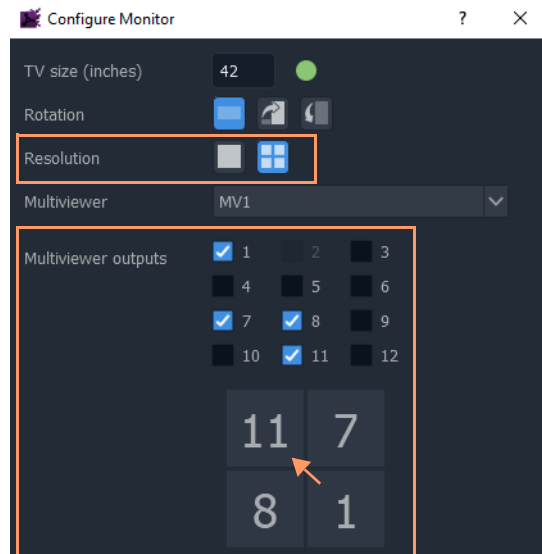 Configure Monitor ? ×
TV size (inches) 42
Rotation
Resolution
Multiviewer MV1
Multiviewer outputs 1 2 3
4 5 6
7 8 9
10 11 12
11 7
8 1